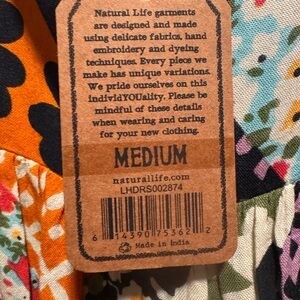 Natural Life garments
are designed and made
using delicate fabrics, hand
embroidery and dyeing
techniques. Every piece we
make has unique variations.
We pride ourselves on this
individYOUality. Please be
mindful of these details
when wearing and caring
for your new clothing.
MEDIUM
naturallife.com
LHDRS002874
6 14390 75362 2
Made in India